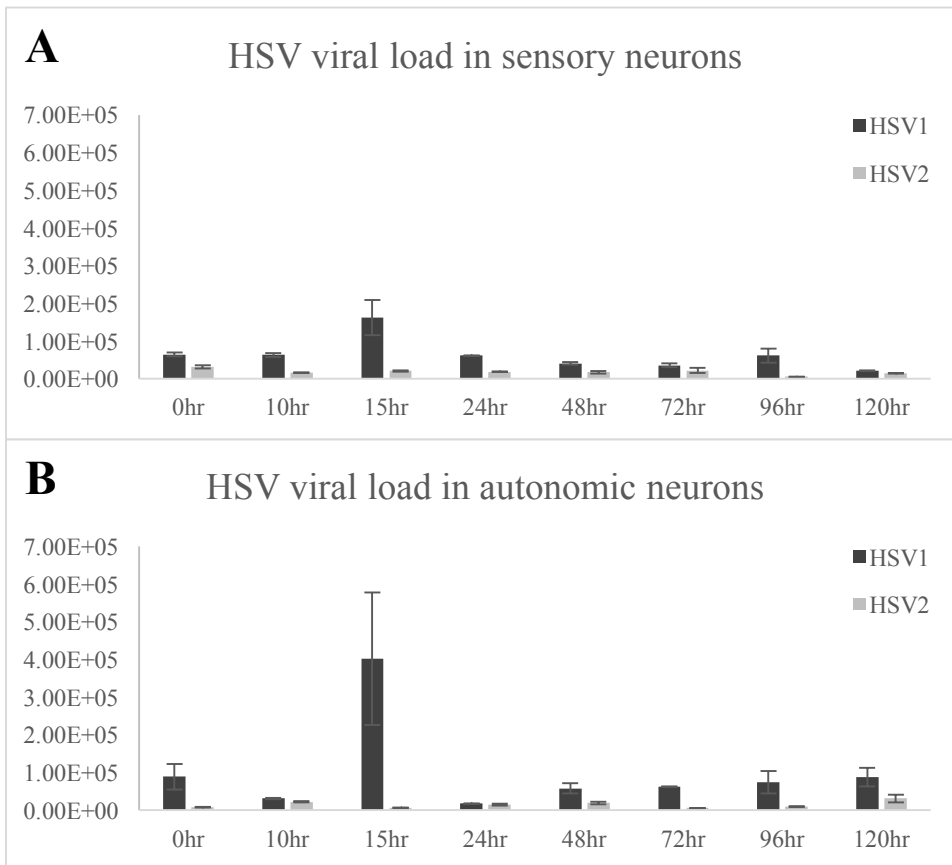 A
HSV viral load in sensory neurons
7.00E+05
6.00E+05
5.00E+05
4.00E+05
3.00E+05
2.00E+05
1.00E+05
0.00E+00
HSV1
HSV2
0hr 10hr 15hr 24hr 48hr 72hr 96hr 120hr
B
HSV viral load in autonomic neurons
7.00E+05
6.00E+05
5.00E+05
4.00E+05
3.00E+05
2.00E+05
1.00E+05
0.00E+00
HSV1
HSV2
0hr 10hr 15hr 24hr 48hr 72hr 96hr 120hr